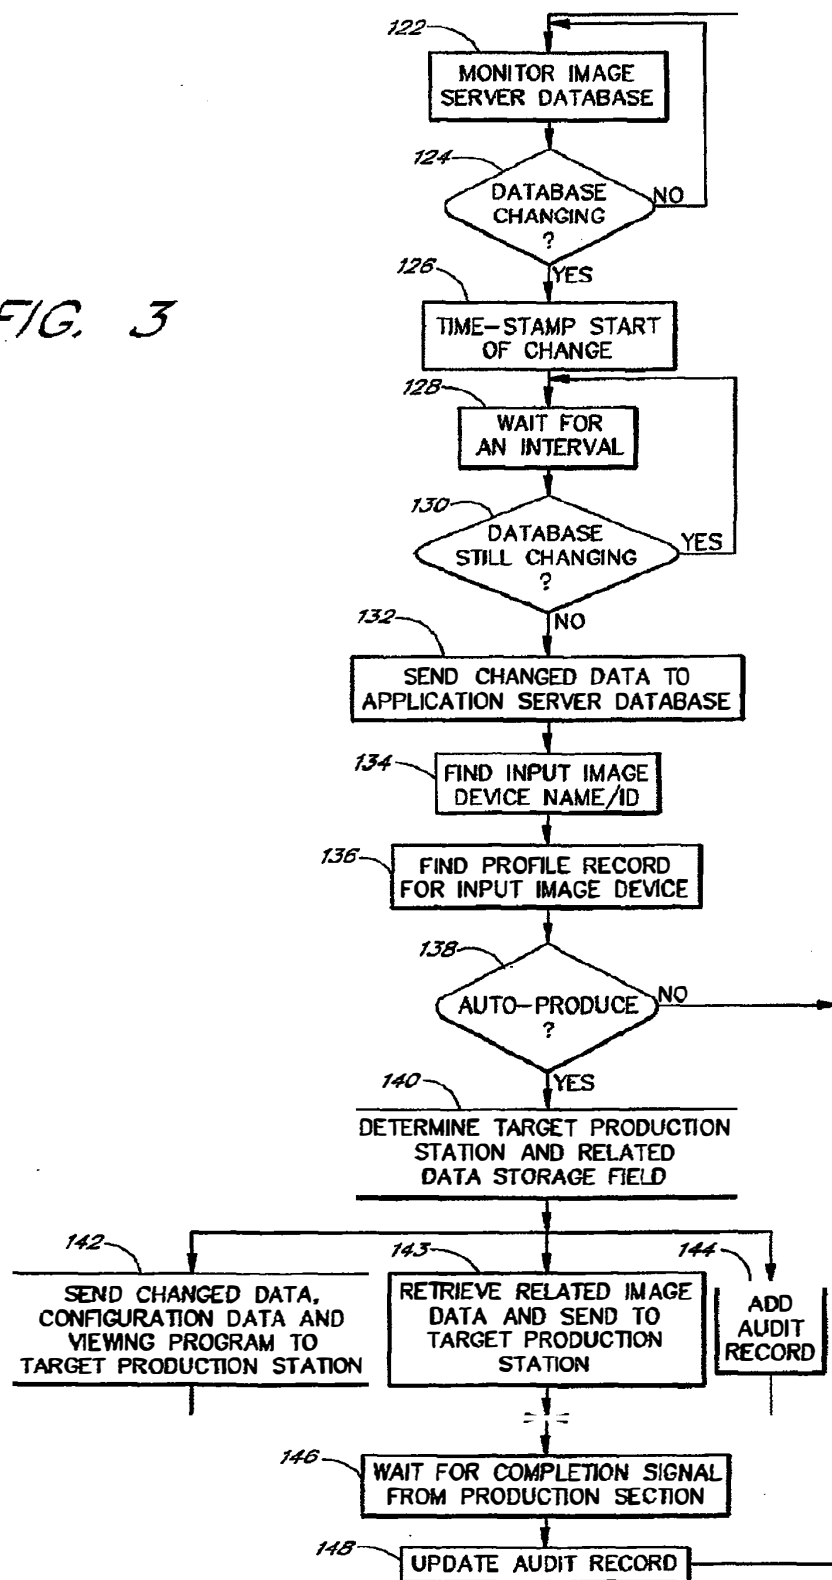 122
MONITOR IMAGE
SERVER DATABASE
124
DATABASE
CHANGING
?
NO
YES
FIG. 3
126
TIME-STAMP START
OF CHANGE
128
WAIT FOR
AN INTERVAL
130
DATABASE
STILL CHANGING
?
YES
NO
132
SEND CHANGED DATA TO
APPLICATION SERVER DATABASE
134
FIND INPUT IMAGE
DEVICE NAME/ID
136
FIND PROFILE RECORD
FOR INPUT IMAGE DEVICE
138
AUTO-PRODUCE
?
NO
YES
140
DETERMINE TARGET PRODUCTION
STATION AND RELATED
DATA STORAGE FIELD
142
SEND CHANGED DATA,
CONFIGURATION DATA AND
VIEWING PROGRAM TO
TARGET PRODUCTION STATION
143
RETRIEVE RELATED IMAGE
DATA AND SEND TO
TARGET PRODUCTION
STATION
144
ADD
AUDIT
RECORD
146
WAIT FOR COMPLETION SIGNAL
FROM PRODUCTION SECTION
148
UPDATE AUDIT RECORD